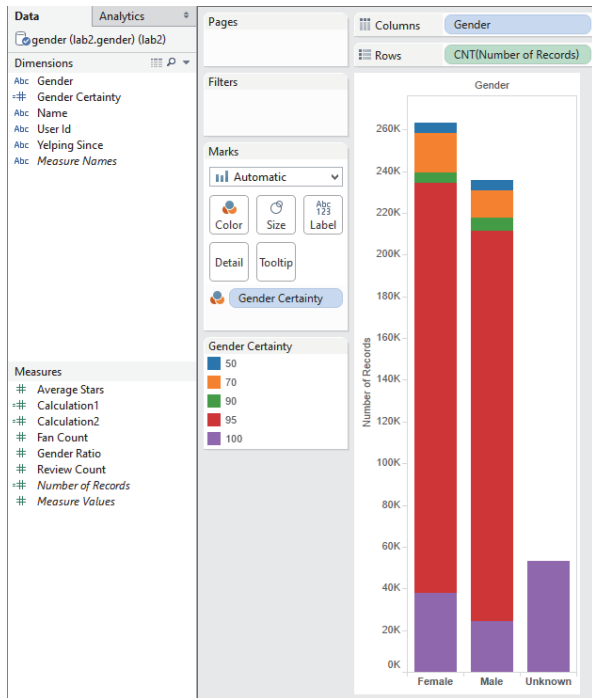 Data
Analytics
gender (lab2.gender) (lab2)
Dimensions
Abc Gender
Gender Certainty
Abc Name
Abc User Id
Abc Yelping Since
Abc Measure Names
Measures
Average Stars
Calculation1
Calculation2
Fan Count
Gender Ratio
Review Count
Number of Records
Measure Values
Pages
Filters
Marks
Automatic
Color
Size
Abc
123
Label
Detail
Tooltip
Gender Certainty
Gender Certainty
50
70
90
95
100
Columns
Gender
Rows
CNT(Number of Records)
Gender
Number of Records
260K
240K
220K
200K
180K
160K
140K
120K
100K
80K
60K
40K
20K
0K
Female
Male
Unknown